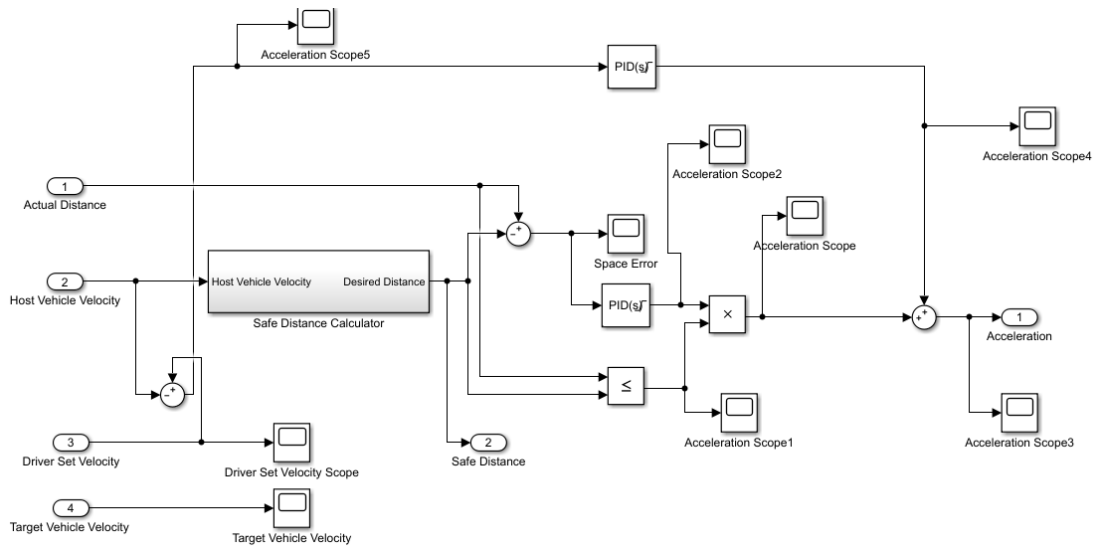 Acceleration Scope5
PID(s)
Acceleration Scope4
Acceleration Scope2
1
Actual Distance
+
−
Acceleration Scope
Space Error
2
Host Vehicle Velocity
Host Vehicle Velocity Desired Distance
Safe Distance Calculator
PID(s)
×
+
+
1
Acceleration
+
−
≤
Acceleration Scope1
Acceleration Scope3
3
Driver Set Velocity
Driver Set Velocity Scope
2
Safe Distance
4
Target Vehicle Velocity
Target Vehicle Velocity